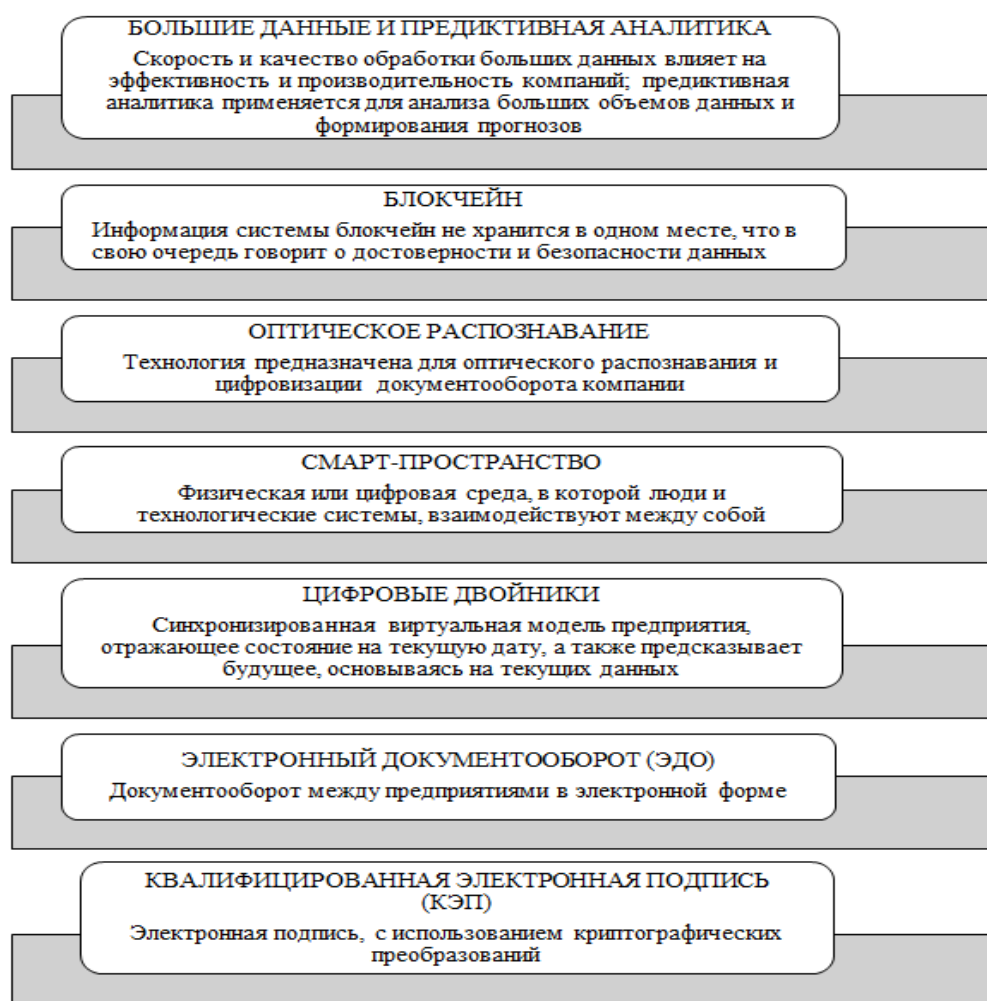 БОЛЬШИЕ ДАННЫЕ И ПРЕДИКТИВНАЯ АНАЛИТИКА
Скорость и качество обработки больших данных влияет на
эффективность и производительность компаний; предиктивная
аналитика применяется для анализа больших объемов данных и
формирования прогнозов
БЛОКЧЕЙН
Информация системы блокчейн не хранится в одном месте, что в
свою очередь говорит о достоверности и безопасности данных
ОПТИЧЕСКОЕ РАСПОЗНАВАНИЕ
Технология предназначена для оптического распознавания и
цифровизации документооборота компании
СМАРТ-ПРОСТРАНСТВО
Физическая или цифровая среда, в которой люди и
технологические системы, взаимодействуют между собой
ЦИФРОВЫЕ ДВОЙНИКИ
Синхронизированная виртуальная модель предприятия,
отражающее состояние на текущую дату, а также предсказывает
будущее, основываясь на текущих данных
ЭЛЕКТРОННЫЙ ДОКУМЕНТООБОРОТ (ЭДО)
Документооборот между предприятиями в электронной форме
КВАЛИФИЦИРОВАННАЯ ЭЛЕКТРОННАЯ ПОДПИСЬ
(КЭП)
Электронная подпись, с использованием криптографических
преобразований